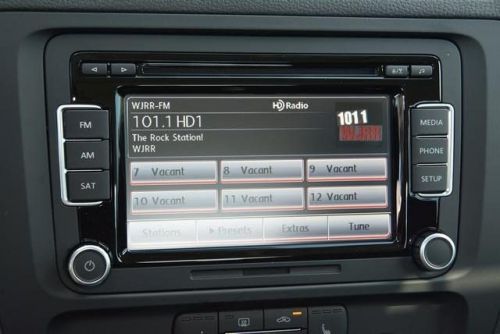 WJRR-FM
HD Radio
101.1 HD1
The Rock Station!
WJRR
101 1
WJRR
FM
AM
SAT
MEDIA
PHONE
SETUP
7 Vacant
8 Vacant
9 Vacant
10 Vacant
11 Vacant
12 Vacant
Stations
Presets
Extras
Tune